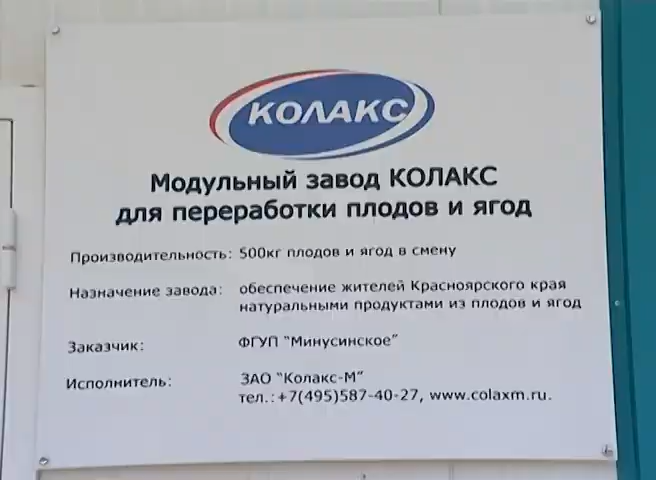 КОЛАКС
Модульный завод КОЛАКС
для переработки плодов и ягод
Производительность: 500кг плодов и ягод в смену
Назначение завода: обеспечение жителей Красноярского края
натуральными продуктами из плодов и ягод
Заказчик: ФГУП "Минусинское"
Исполнитель: ЗАО "Колакс-М"
тел.:+7(495)587-40-27, www.colaxm.ru.